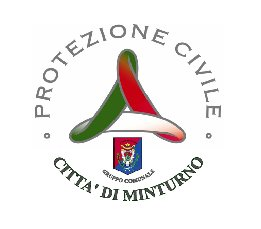 PROTEZIONE CIVILE
GRUPPO COMUNALE
CITTA' DI MINTURNO